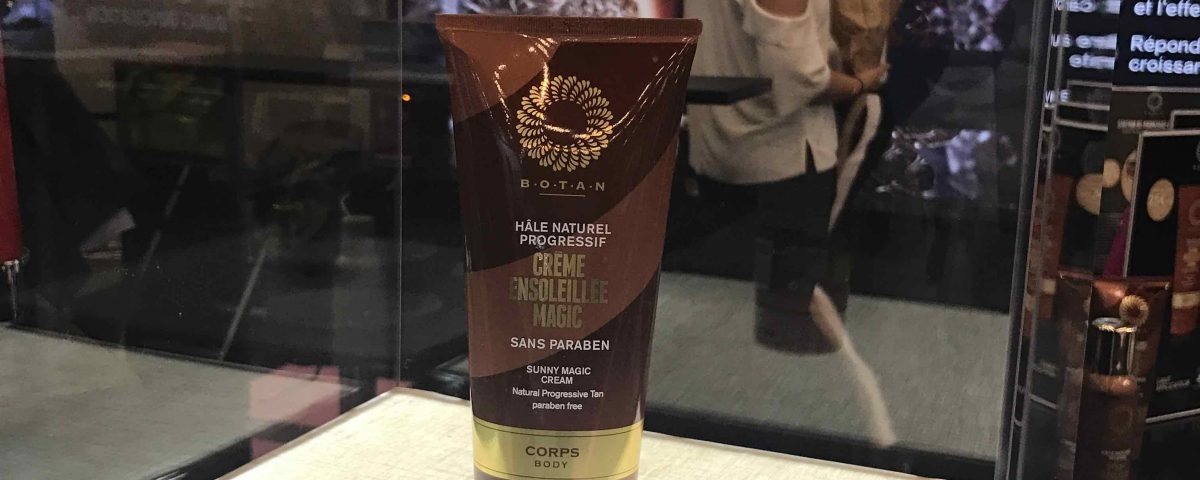 B·O·T·A·N
HÂLE NATUREL
PROGRESSIF
CRÈME
ENSOLEILLÉE
MAGIC
SANS PARABEN
SUNNY MAGIC
CREAM
Natural Progressive Tan
paraben free
CORPS
BODY
et l'effe
Répond
croissan